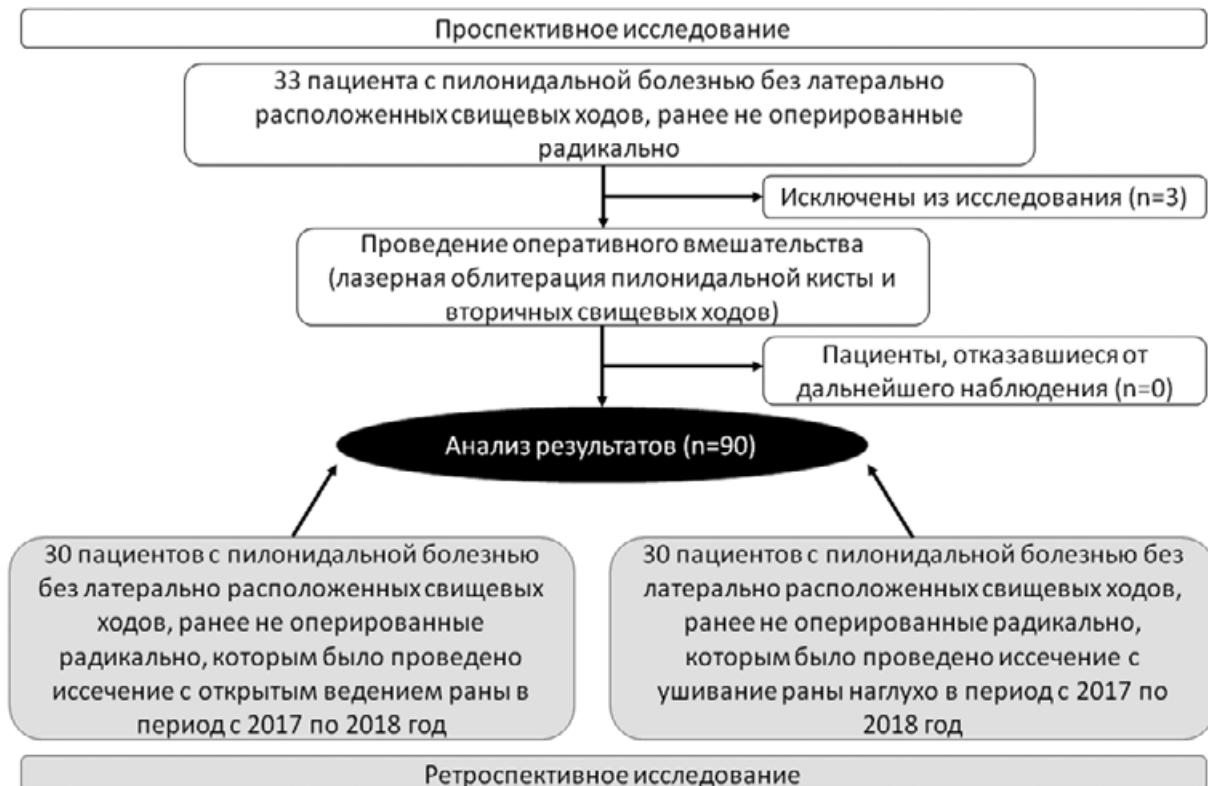 Проспективное исследование
33 пациента с пилонидальной болезнью без латерально
расположенных свищевых ходов, ранее не оперированные
радикально
Исключены из исследования (n=3)
Проведение оперативного вмешательства
(лазерная облитерация пилонидальной кисты и
вторичных свищевых ходов)
Пациенты, отказавшиеся от
дальнейшего наблюдения (n=0)
Анализ результатов (n=90)
30 пациентов с пилонидальной болезнью
без латерально расположенных свищевых
ходов, ранее не оперированные
радикально, которым было проведено
иссечение с открытым ведением раны в
период с 2017 по 2018 год
30 пациентов с пилонидальной болезнью без
латерально расположенных свищевых ходов,
ранее не оперированные радикально,
которым было проведено иссечение с
ушивание раны наглухо в период с 2017 по
2018 год
Ретроспективное исследование